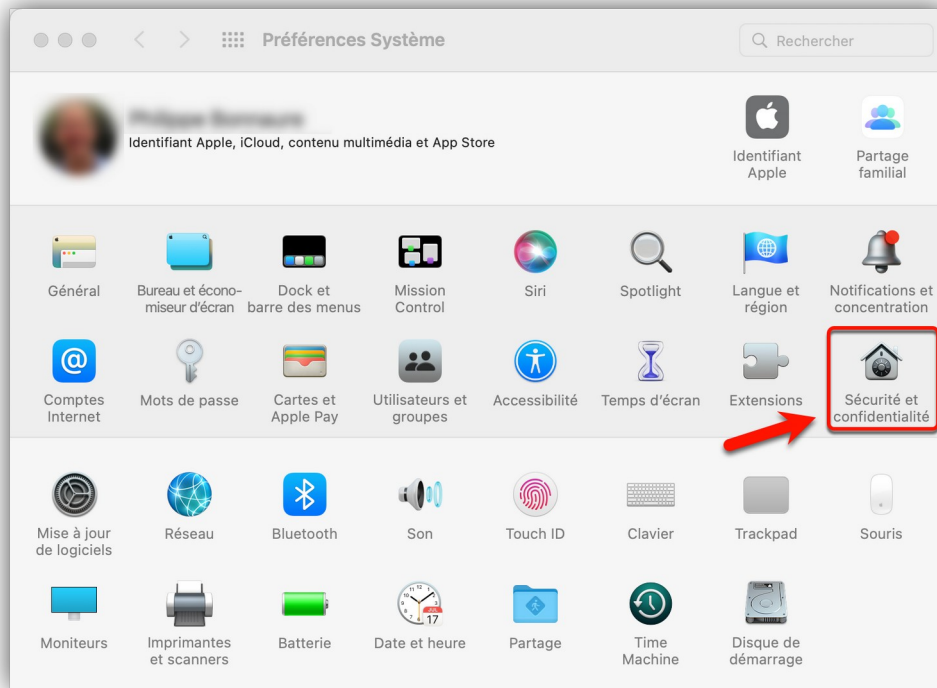 Préférences Système
Rechercher
Identifiant Apple, iCloud, contenu multimédia et App Store
Identifiant
Apple
Partage
familial
Général
Bureau et écono-
miseur d'écran
Dock et
barre des menus
Mission
Control
Siri
Spotlight
Langue et
région
Notifications et
concentration
Comptes
Internet
Mots de passe
Cartes et
Apple Pay
Utilisateurs et
groupes
Accessibilité
Temps d'écran
Extensions
Sécurité et
confidentialité
Mise à jour
de logiciels
Réseau
Bluetooth
Son
Touch ID
Clavier
Trackpad
Souris
Moniteurs
Imprimantes
et scanners
Batterie
Date et heure
JUL
17
Partage
Time
Machine
Disque de
démarrage